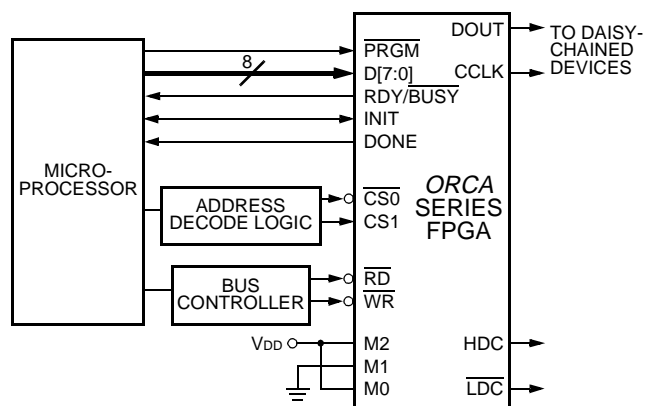 MICRO-
PROCESSOR
8
ADDRESS
DECODE LOGIC
BUS
CONTROLLER
VDD
PRGM
D[7:0]
RDY/BUSY
INIT
DONE
CS0
CS1
RD
WR
M2
M1
M0
ORCA
SERIES
FPGA
DOUT
CCLK
HDC
LDC
TO DAISY-
CHAINED
DEVICES